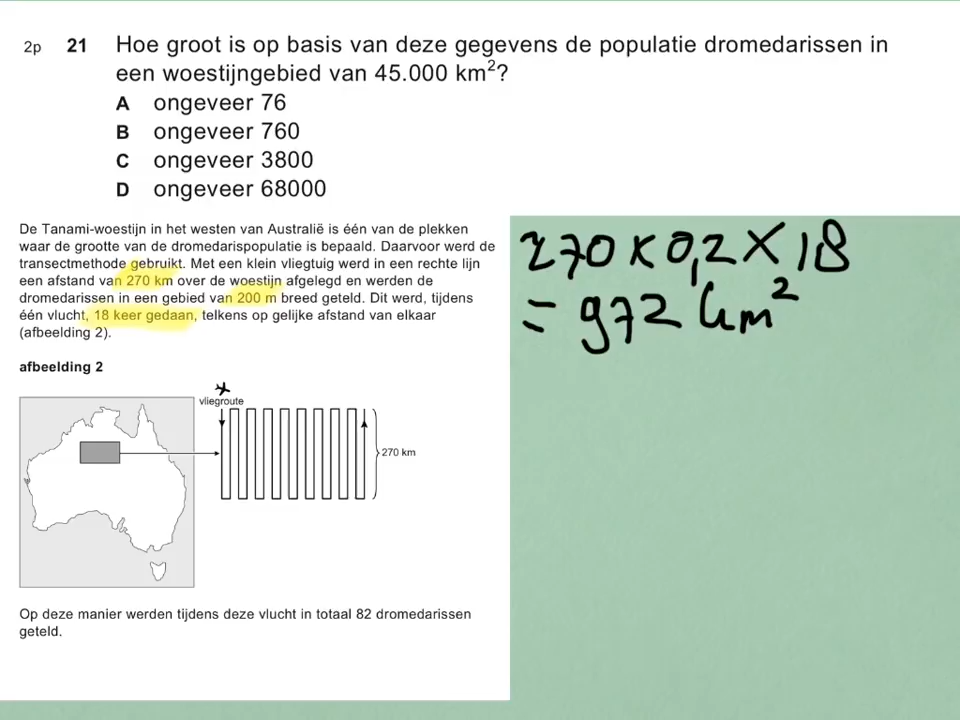 2p 21 Hoe groot is op basis van deze gegevens de populatie dromedarissen in
een woestijngebied van 45.000 km²?
A ongeveer 76
B ongeveer 760
C ongeveer 3800
D ongeveer 68000
De Tanami-woestijn in het westen van Australië is één van de plekken
waar de grootte van de dromedarispopulatie is bepaald. Daarvoor werd de
transectmethode gebruikt. Met een klein vliegtuig werd in een rechte lijn
een afstand van 270 km over de woestijn afgelegd en werden de
dromedarissen in een gebied van 200 m breed geteld. Dit werd, tijdens
één vlucht, 18 keer gedaan, telkens op gelijke afstand van elkaar
(afbeelding 2).
afbeelding 2
vliegroute
270 km
Op deze manier werden tijdens deze vlucht in totaal 82 dromedarissen
geteld.
270 x 0,2 X 18
= 972 km²